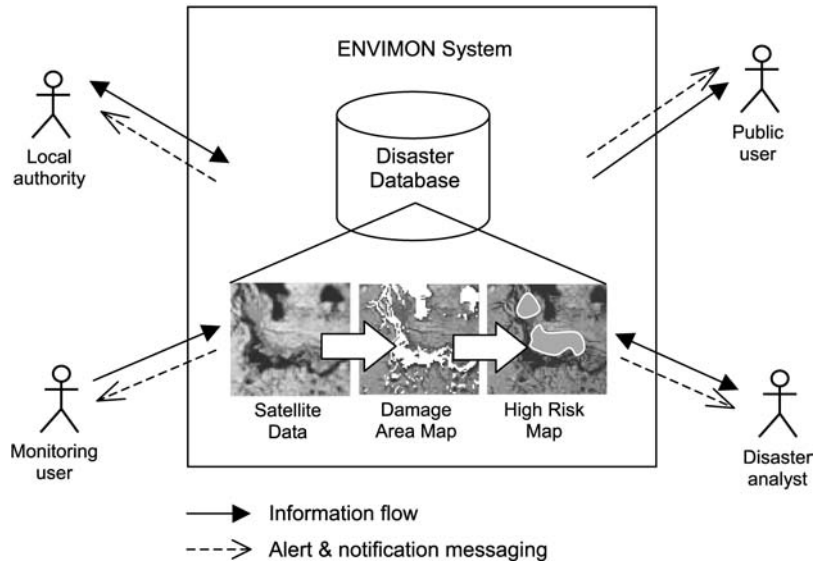 ENVIMON System
Local
authority
Disaster
Database
Public
user
Satellite
Data
Damage
Area Map
High Risk
Map
Monitoring
user
Disaster
analyst
Information flow
Alert & notification messaging